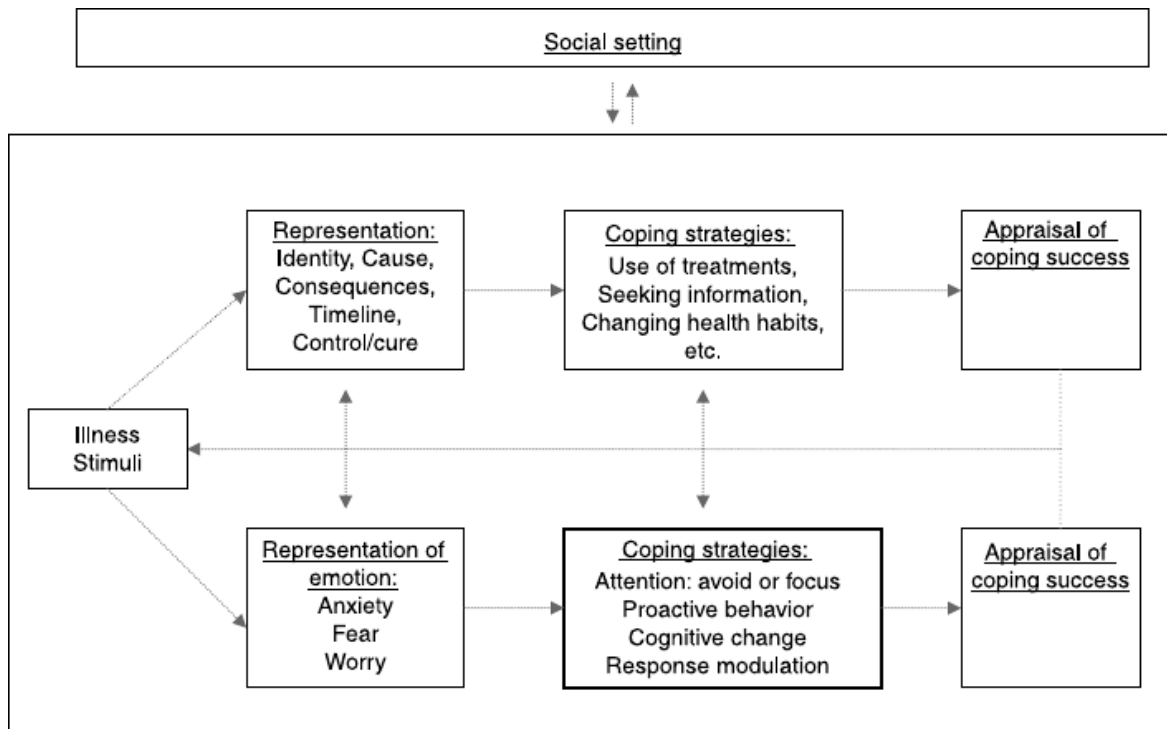 Social setting
Representation:
Identity, Cause,
Consequences,
Timeline,
Control/cure
Coping strategies:
Use of treatments,
Seeking information,
Changing health habits,
etc.
Appraisal of
coping success
Illness
Stimuli
Representation of
emotion:
Anxiety
Fear
Worry
Coping strategies:
Attention: avoid or focus
Proactive behavior
Cognitive change
Response modulation
Appraisal of
coping success